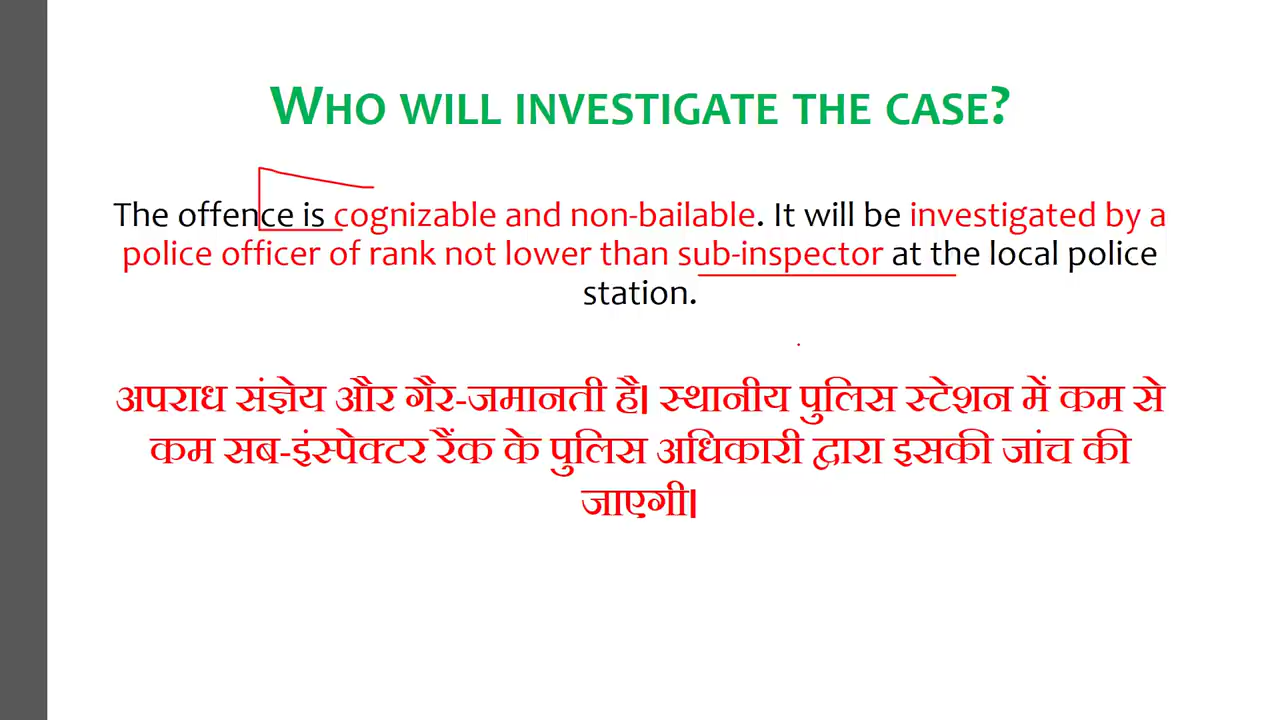 WHO WILL INVESTIGATE THE CASE?
The offence is cognizable and non-bailable. It will be investigated by a
police officer of rank not lower than sub-inspector at the local police
station.
अपराध संज्ञेय और गैर-जमानती है। स्थानीय पुलिस स्टेशन में कम से
कम सब-इंस्पेक्टर रैंक के पुलिस अधिकारी द्वारा इसकी जांच की
जाएगी।